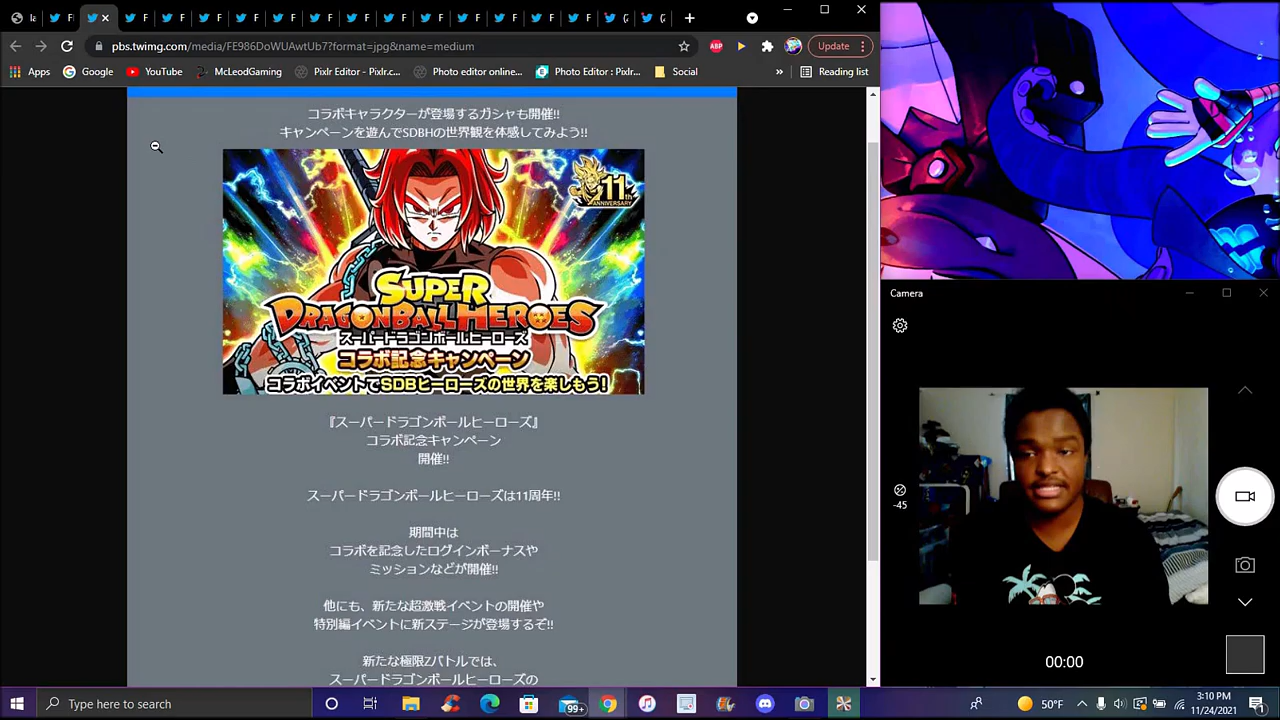 Update
pbs.twimg.com/media/FE986DoWUAwtUb7?format=jpg&name=medium
ABP
Apps
Google
YouTube
McLeodGaming
Pixlr Editor - Pixlr.c...
Photo editor online...
Photo Editor : Pixlr...
Social
»
Reading list
コラボキャラクターが登場するガシャも開催!!
キャンペーンを遊んでSDBHの世界観を体感してみよう!!
11th
ANNIVERSARY
SUPER
DRAGONBALL HEROES
スーパードラゴンボールヒーローズ
コラボ記念キャンペーン
コラボイベントでSDBヒーローズの世界を楽しもう!
『スーパードラゴンボールヒーローズ』
コラボ記念キャンペーン
開催!!
スーパードラゴンボールヒーローズは11周年!!
期間中は
コラボを記念したログインボーナスや
ミッションなどが開催!!
他にも、新たな超激戦イベントの開催や
特別編イベントに新ステージが登場するぞ!!
新たな極限Zバトルでは、
スーパードラゴンボールヒーローズの
Camera
-45
00:00
Type here to search
99+
50°F
3:10 PM
11/24/2021